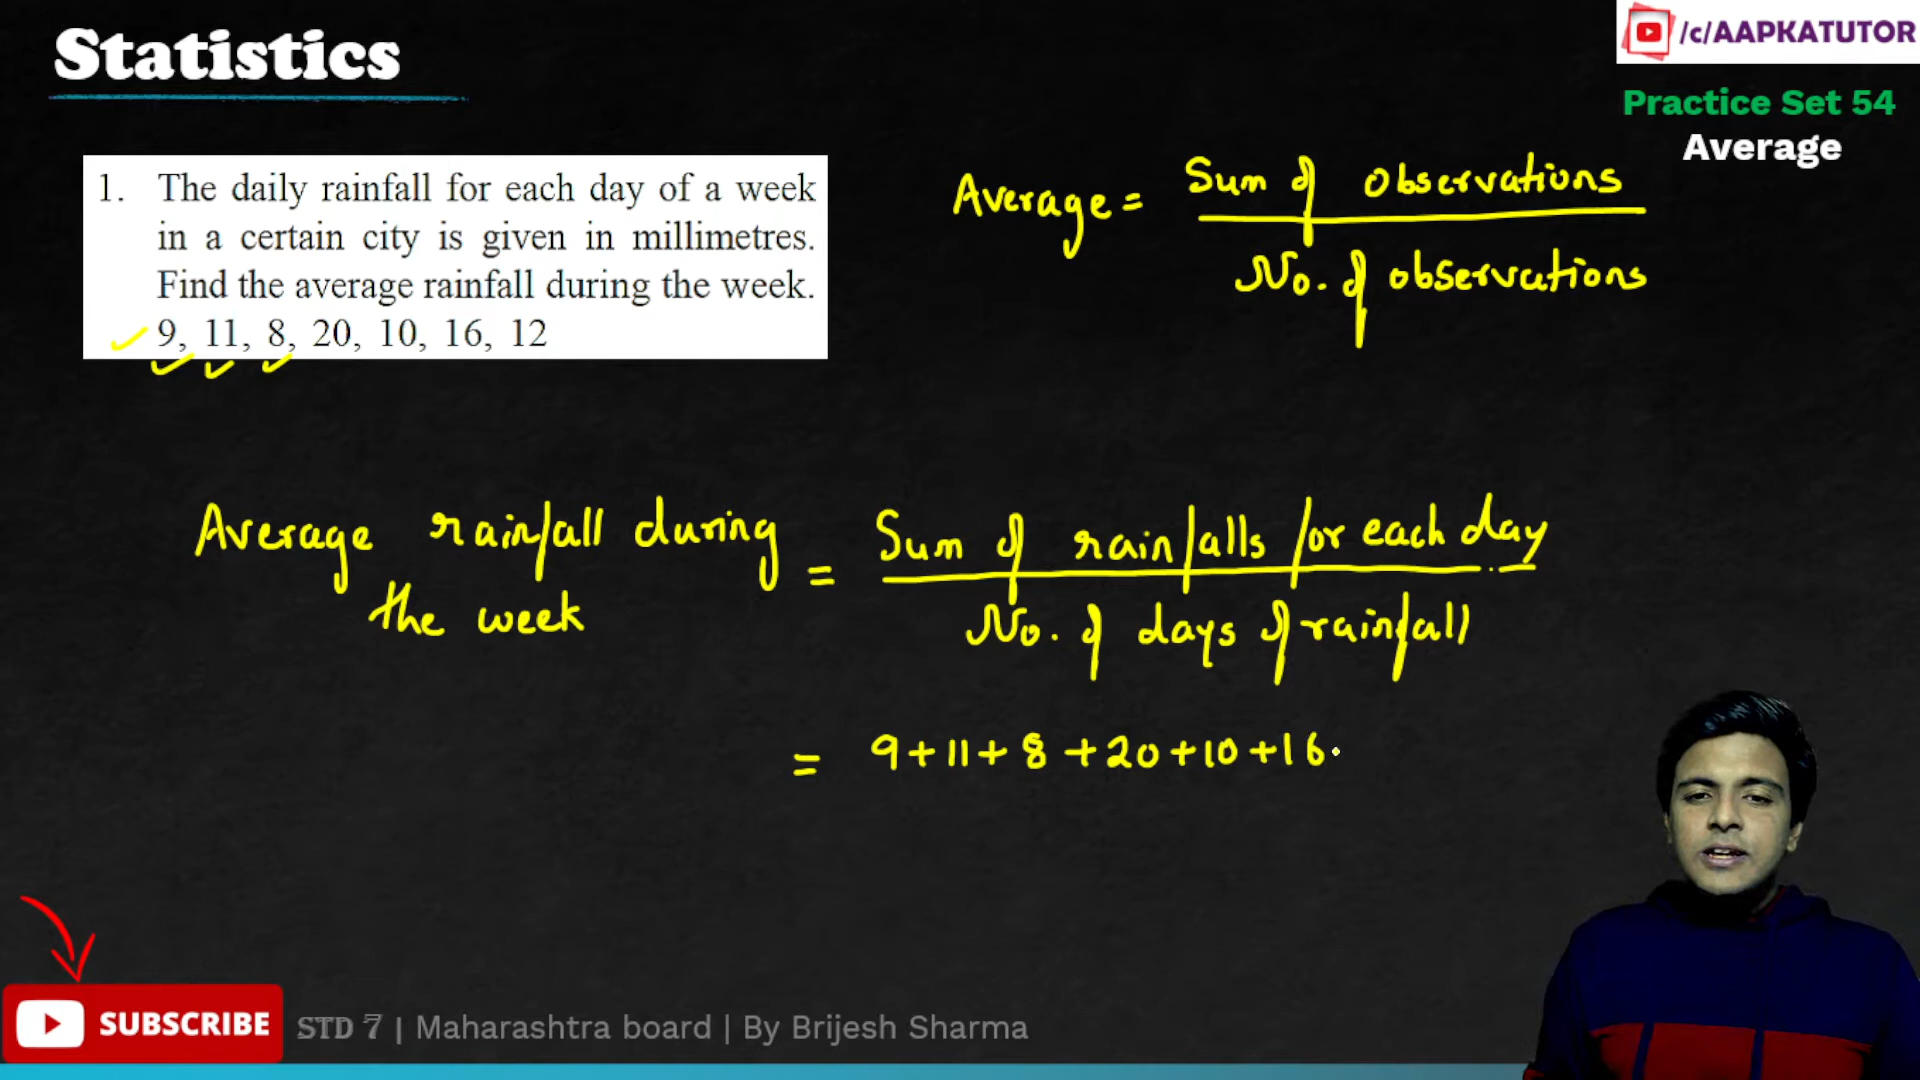 Statistics
/c/AAPKATUTOR
Practice Set 54
Average
1. The daily rainfall for each day of a week
in a certain city is given in millimetres.
Find the average rainfall during the week.
9, 11, 8, 20, 10, 16, 12
Average = Sum of observations
No. of observations
Average rainfall during
the week
= Sum of rainfalls for each day
No. of days of rainfall
= 9+11+8+20+10+16
SUBSCRIBE
STD 7 | Maharashtra board | By Brijesh Sharma